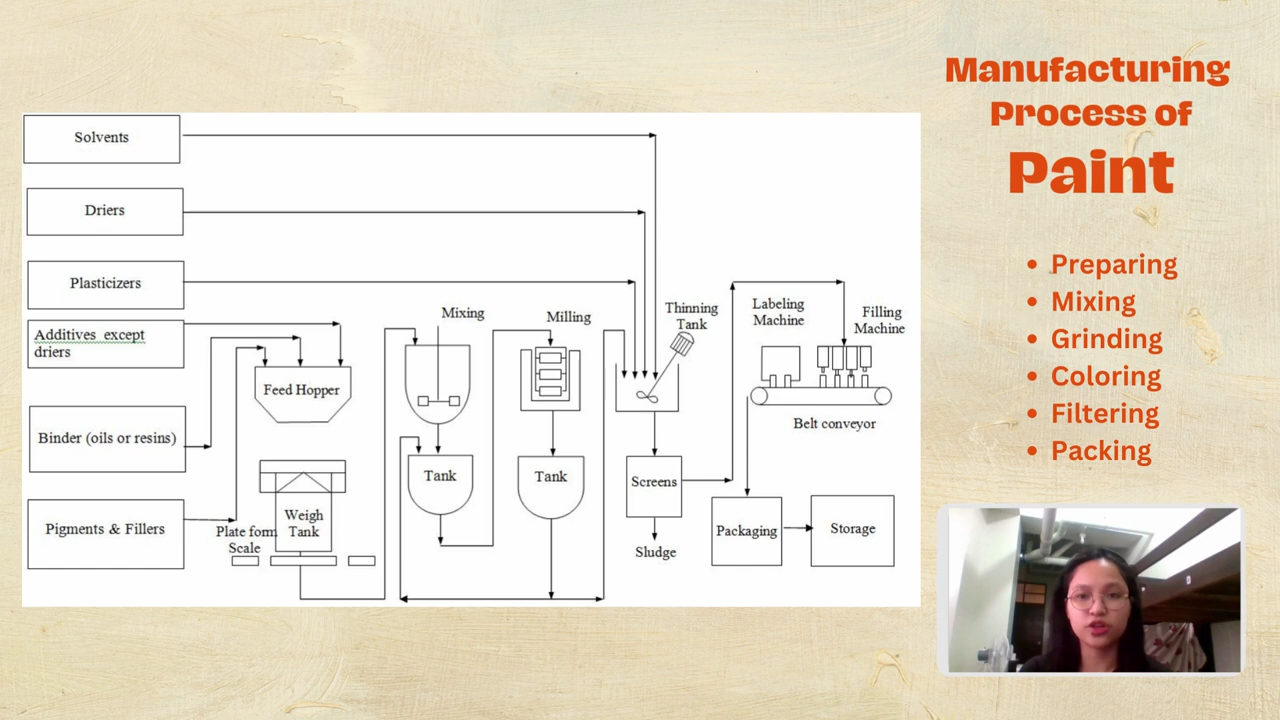 Manufacturing
Process of
Paint
Solvents
Driers
Plasticizers
Additives except
driers
Binder (oils or resins)
Pigments & Fillers
Feed Hopper
Plate form
Scale
Weigh
Tank
Mixing
Tank
Milling
Tank
Thinning
Tank
Screens
Sludge
Labeling
Machine
Filling
Machine
Belt conveyor
Packaging
Storage
• Preparing
• Mixing
• Grinding
• Coloring
• Filtering
• Packing